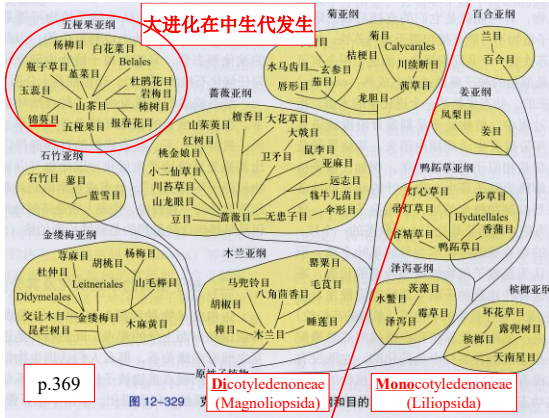 大进化在中生代发生
五桠果亚纲
杨柳目
白花菜目
瓶子草目
堇菜目
Belales
玉蕊目
杜鹃花目
岩梅目
山茶目
柿树目
锦葵目
五桠果目
报春花目
石竹亚纲
石竹目
蓼目
蓝雪目
金缕梅亚纲
荨麻目
杨梅目
杜仲目
胡桃目
Leitneriales
山毛榉目
Didymelales
交让木目
金缕梅目
昆栏树目
木麻黄目
蔷薇亚纲
檀香目
大花草目
山茱萸目
大戟目
红树目
鼠李目
桃金娘目
卫矛目
亚麻目
小二仙草目
远志目
川苔草目
牻牛儿苗目
山龙眼目
伞形目
豆目
蔷薇目
无患子目
木兰亚纲
罂粟目
马兜铃目
毛茛目
八角茴香目
胡椒目
睡莲目
樟目
木兰目
菊亚纲
菊目
Calycerales
桔梗目
水马齿目
玄参目
川续断目
唇形目
茄目
茜草目
龙胆目
百合亚纲
兰目
百合目
姜亚纲
凤梨目
姜目
鸭跖草亚纲
灯心草目
莎草目
帚灯草目
Hydatellales
香蒲目
谷精草目
鸭跖草目
泽泻亚纲
茨藻目
水鳖目
霉草目
泽泻目
槟榔亚纲
环花草目
露兜树目
槟榔目
天南星目
p.369
图 12-329
Dicotyledenoneae
(Magnoliopsida)
Monocotyledenoneae
(Liliopsida)